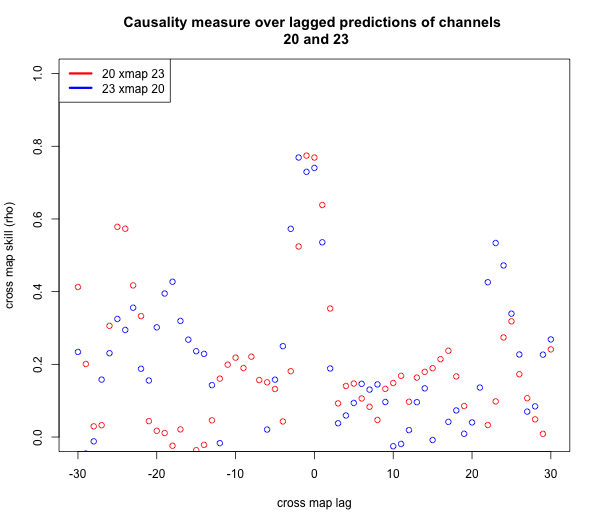 Causality measure over lagged predictions of channels
20 and 23
20 xmap 23
23 xmap 20
cross map skill (rho)
1.0
0.8
0.6
0.4
0.2
0.0
-30 -20 -10 0 10 20 30
cross map lag